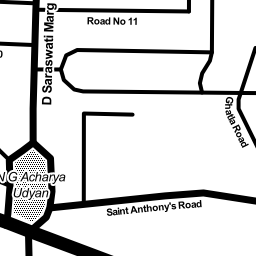 Road No 11
D Saraswati Marg
Ghatla Road
N G Acharya
Udyan
Saint Anthony's Road